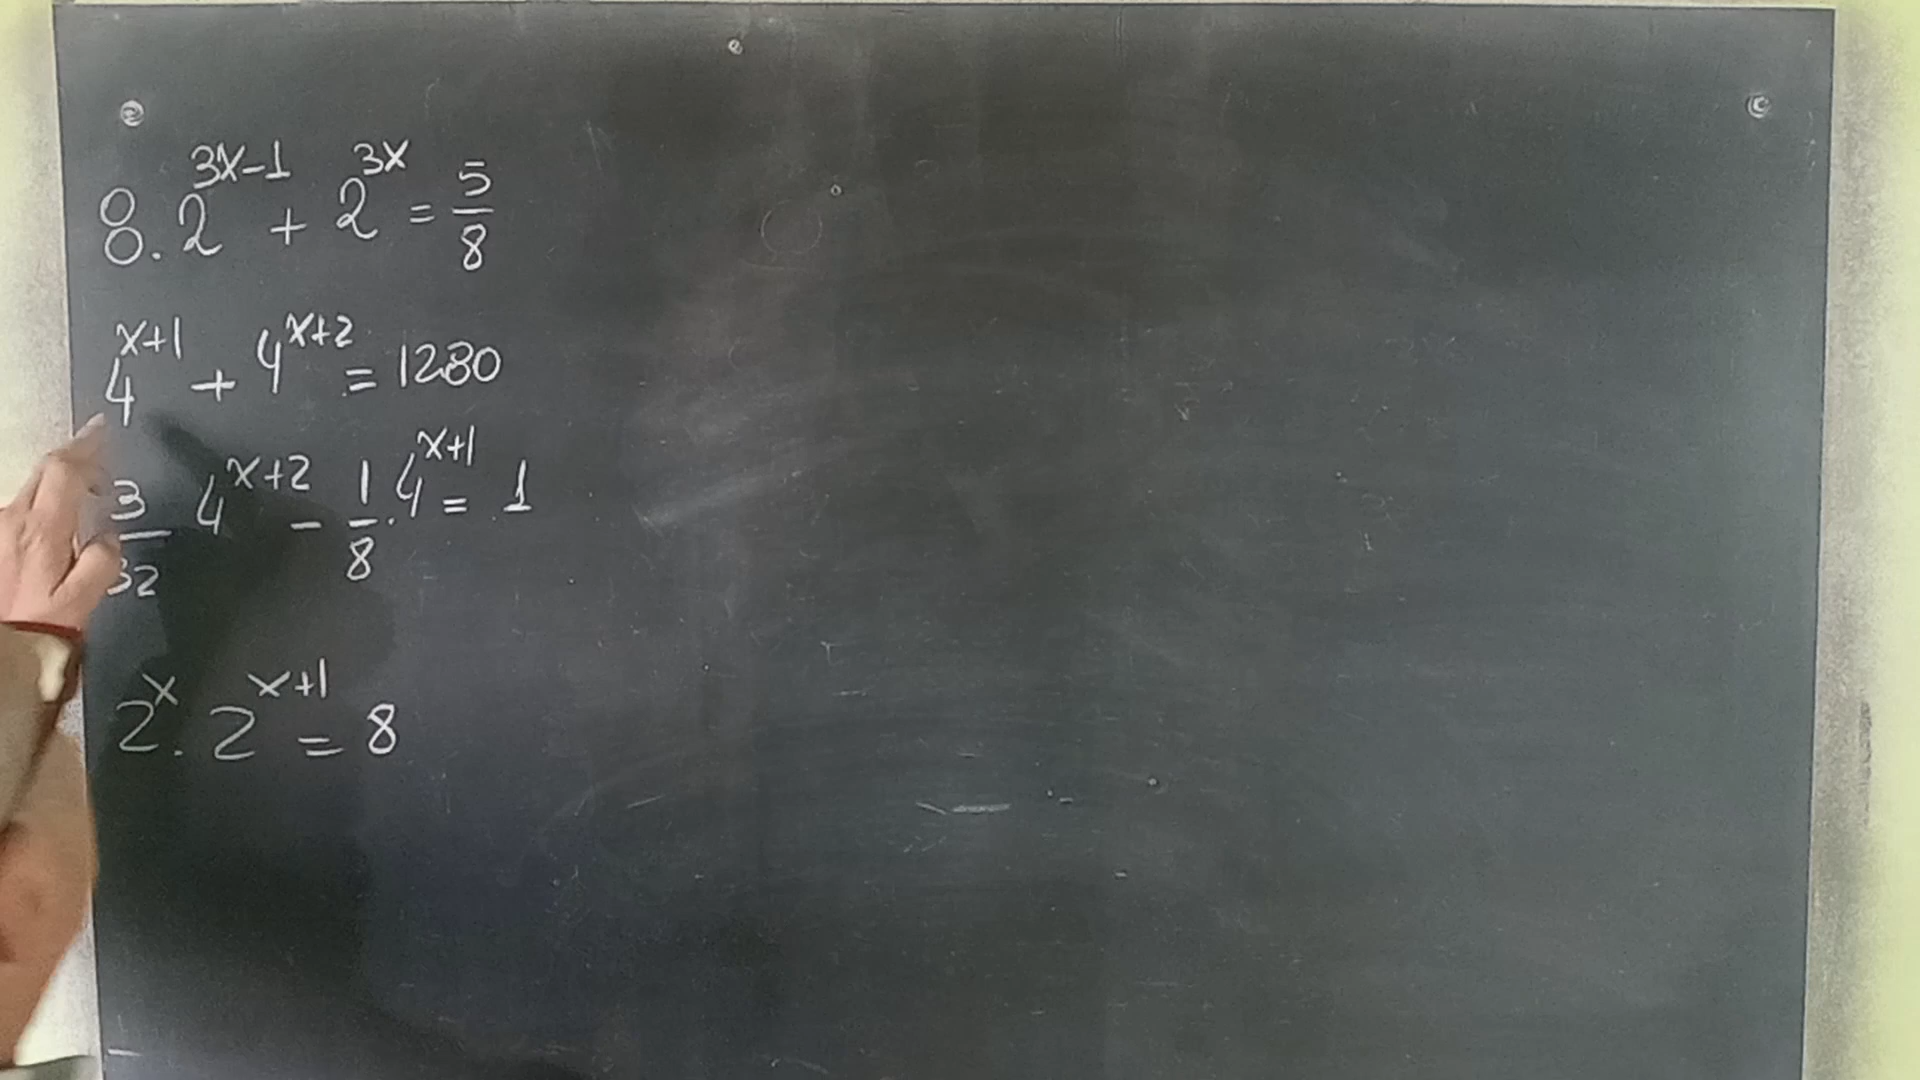 8 . 2^(3x-1) + 2^(3x) = 5/8
4^(x+1) + 4^(x+2) = 1280
3/32 4^(x+2) - 1/8 . 4^(x+1) = 1
2^x . 2^(x+1) = 8